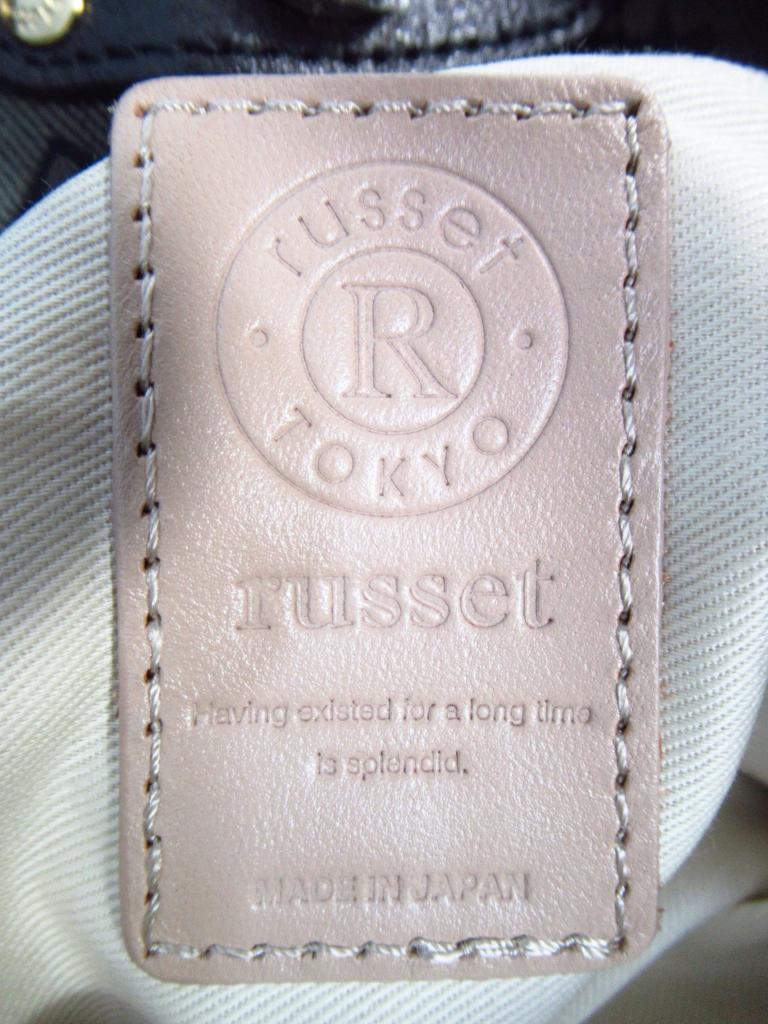 russet
R
TOKYO
russet
Having existed for a long time
is splendid.
MADE IN JAPAN